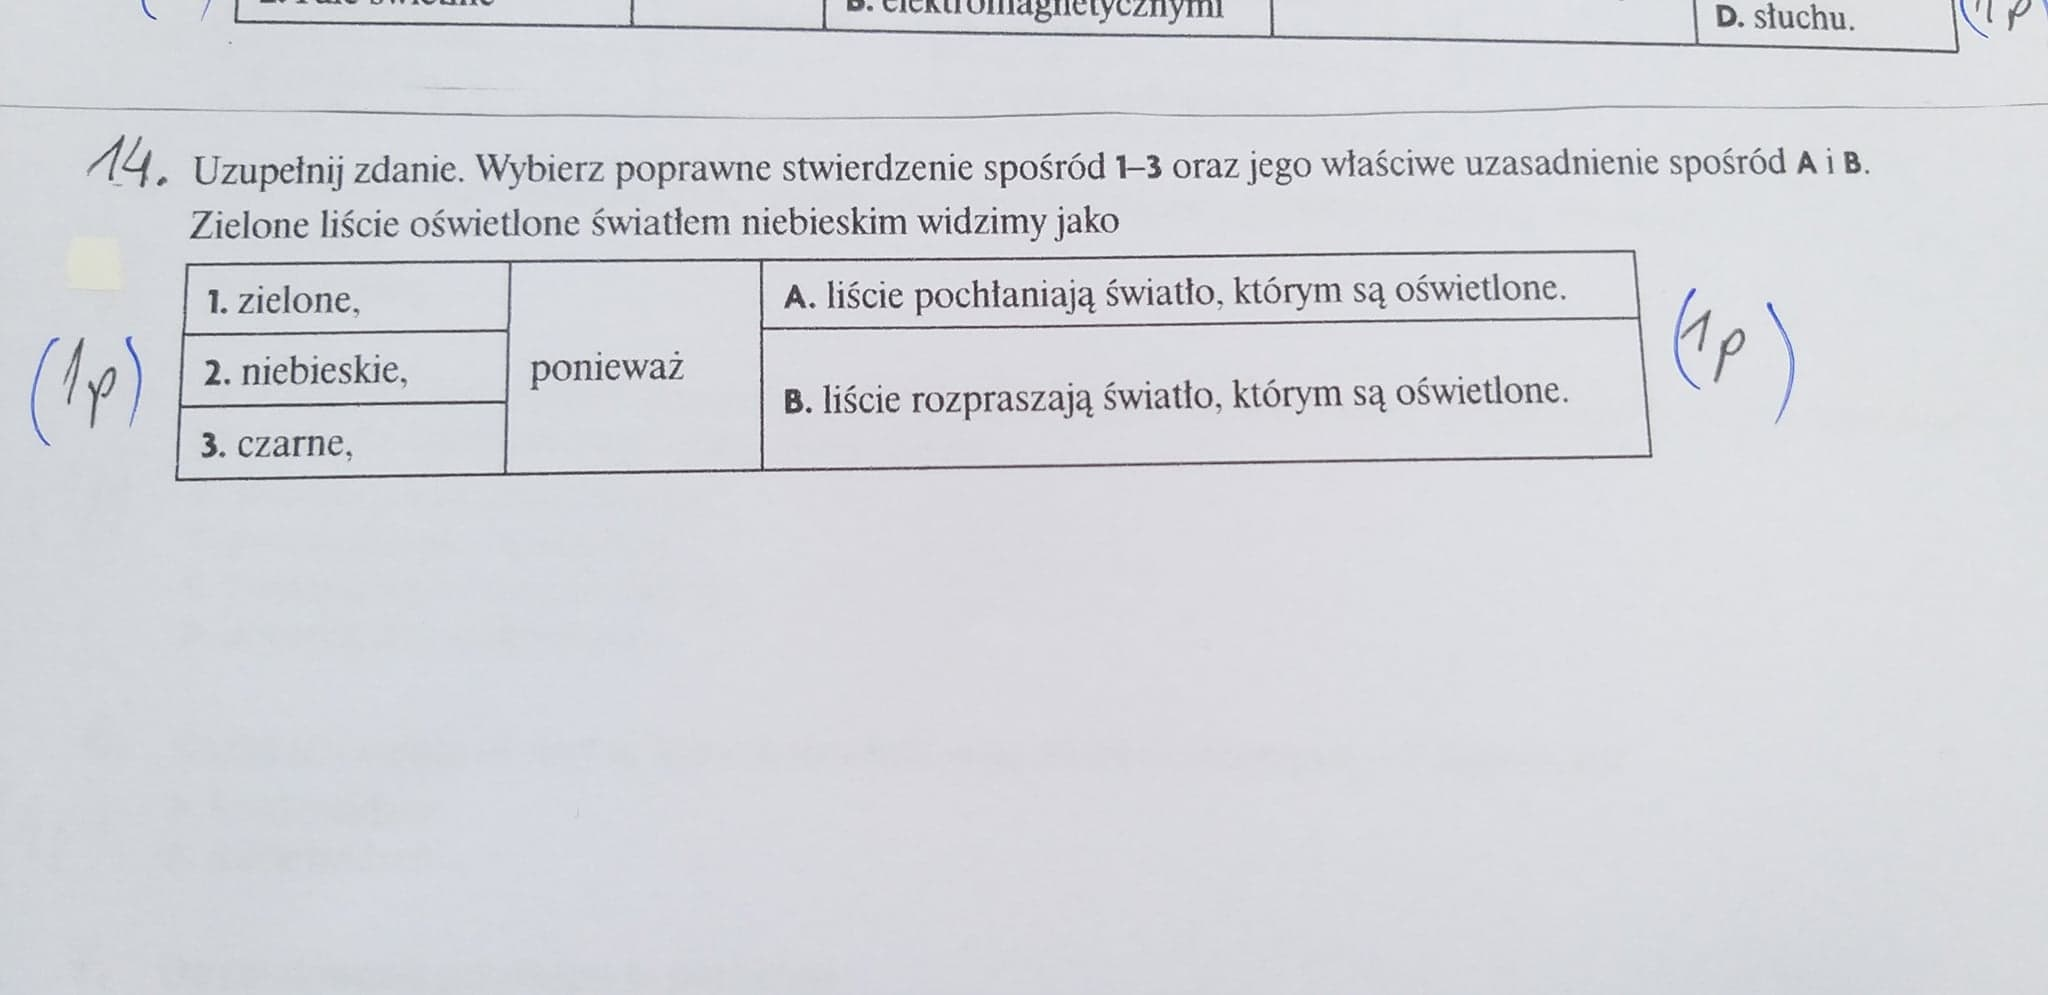 B. elektromagnetycznymi
D. słuchu.
(1p
14. Uzupełnij zdanie. Wybierz poprawne stwierdzenie spośród 1–3 oraz jego właściwe uzasadnienie spośród A i B.
Zielone liście oświetlone światłem niebieskim widzimy jako
1. zielone,
2. niebieskie,
3. czarne,
(1p)
ponieważ
A. liście pochłaniają światło, którym są oświetlone.
B. liście rozpraszają światło, którym są oświetlone.
(1p)